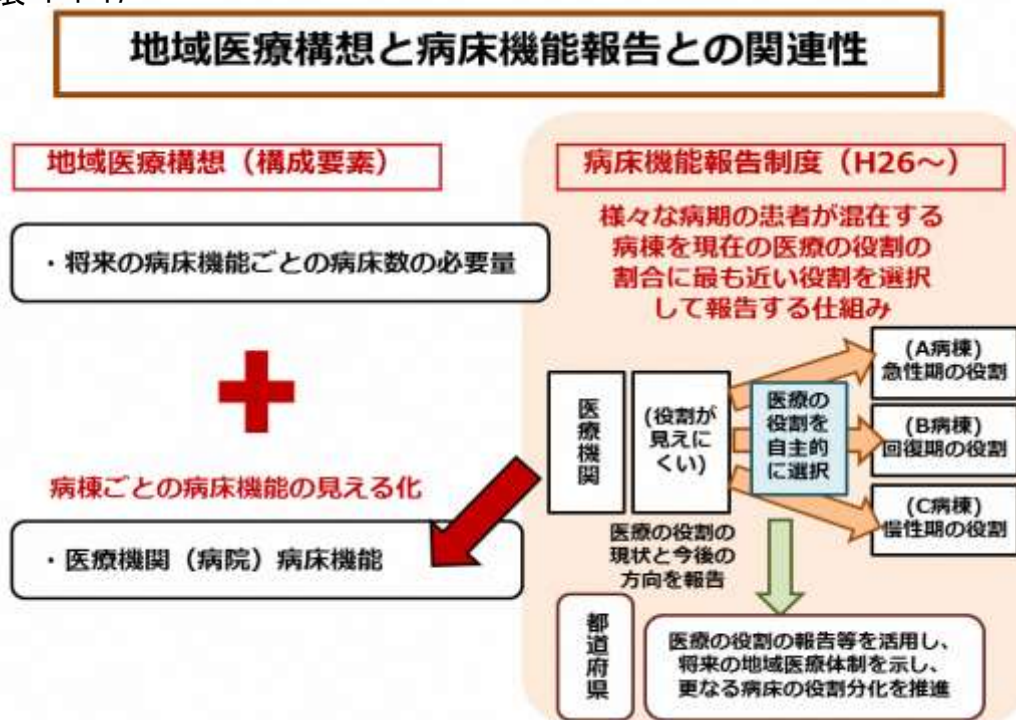 地域医療構想と病床機能報告との関連性
地域医療構想（構成要素）
・将来の病床機能ごとの病床数の必要量
病棟ごとの病床機能の見える化
・医療機関（病院）病床機能
病床機能報告制度（H26～）
様々な病期の患者が混在する
病棟を現在の医療の役割の
割合に最も近い役割を選択
して報告する仕組み
医療機関
(役割が
見えに
くい)
医療の
役割を
自主的
に選択
(A病棟)
急性期の役割
(B病棟)
回復期の役割
(C病棟)
慢性期の役割
医療の役割の
現状と今後の
方向を報告
都道府県
医療の役割の報告等を活用し、
将来の地域医療体制を示し、
更なる病床の役割分化を推進